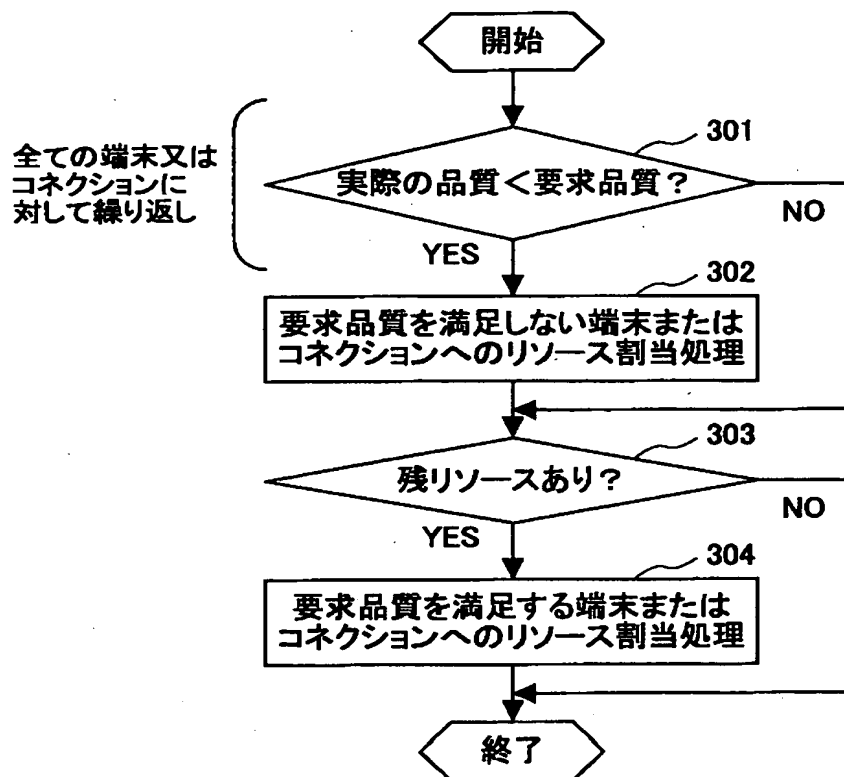 開始
301
全ての端末又は
コネクションに
対して繰り返し
実際の品質<要求品質?
NO
YES
302
要求品質を満足しない端末または
コネクションへのリソース割当処理
303
残リソースあり?
NO
YES
304
要求品質を満足する端末または
コネクションへのリソース割当処理
終了